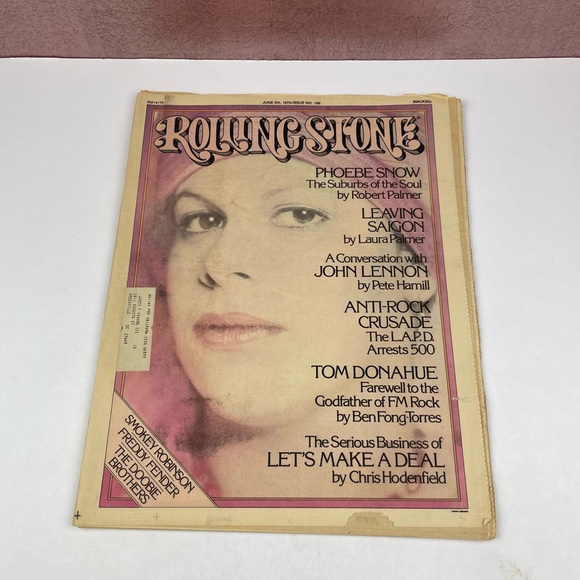 JUNE 5th, 1975/ISSUE NO. 188
ROLLING STONE
PHOEBE SNOW
The Suburbs of the Soul
by Robert Palmer
LEAVING
SAIGON
by Laura Palmer
A Conversation with
JOHN LENNON
by Pete Hamill
ANTI-ROCK
CRUSADE
The L.A.P.D.
Arrests 500
TOM DONAHUE
Farewell to the
Godfather of FM Rock
by Ben Fong-Torres
The Serious Business of
LET'S MAKE A DEAL
by Chris Hodenfield
SMOKEY ROBINSON
FREDDY FENDER
THE DOOBIE
BROTHERS